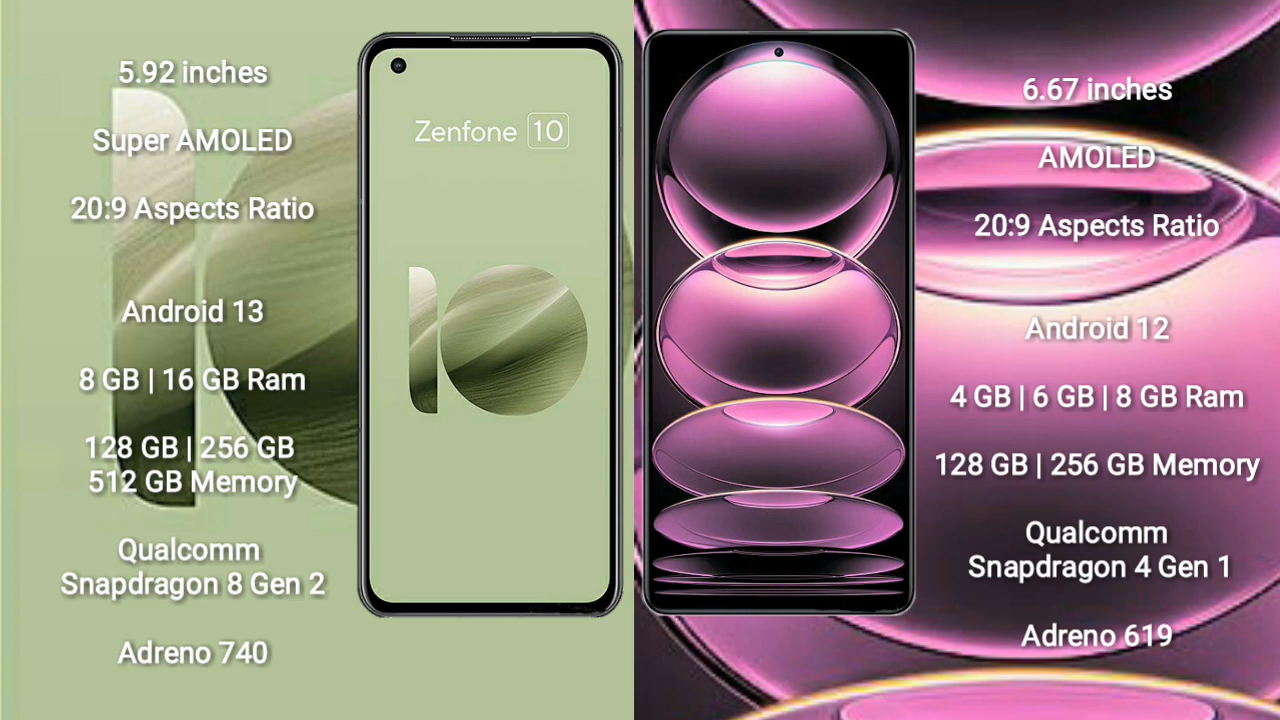 5.92 inches
Super AMOLED
20:9 Aspects Ratio
Android 13
8 GB | 16 GB Ram
128 GB | 256 GB
512 GB Memory
Qualcomm
Snapdragon 8 Gen 2
Adreno 740
Zenfone 10
6.67 inches
AMOLED
20:9 Aspects Ratio
Android 12
4 GB | 6 GB | 8 GB Ram
128 GB | 256 GB Memory
Qualcomm
Snapdragon 4 Gen 1
Adreno 619